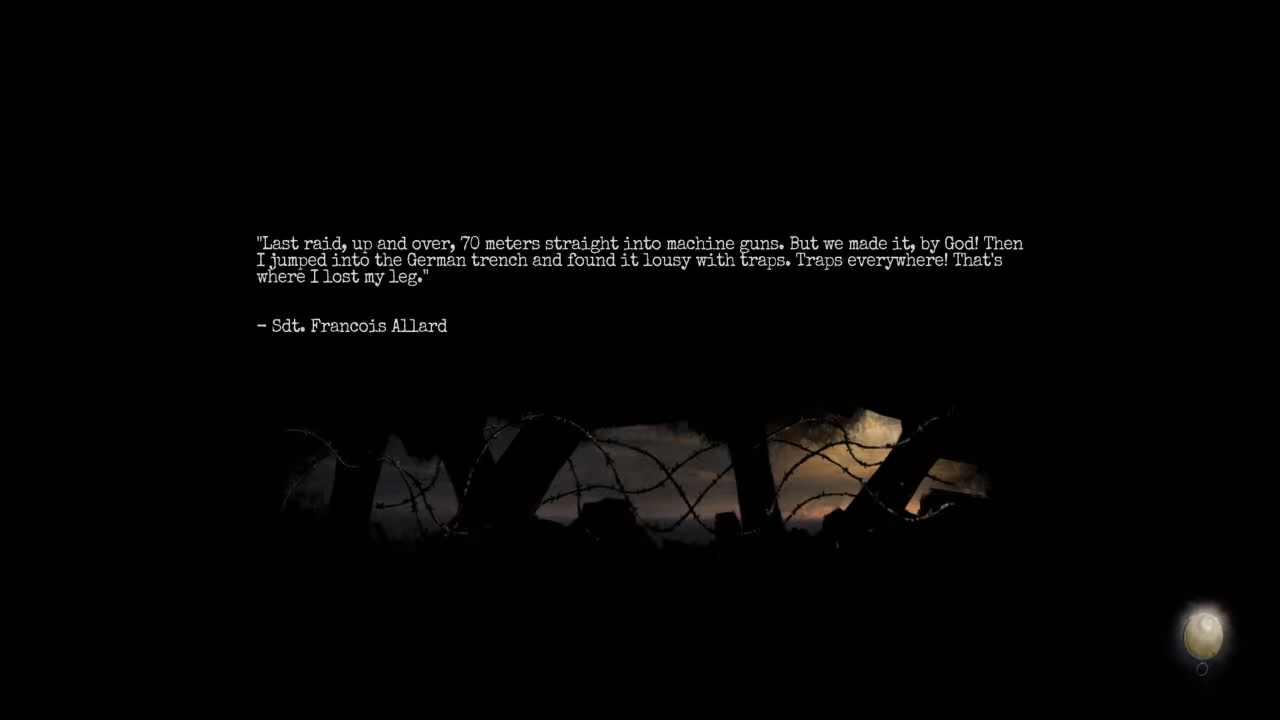 "Last raid, up and over, 70 meters straight into machine guns. But we made it, by God! Then
I jumped into the German trench and found it lousy with traps. Traps everywhere! That's
where I lost my leg."
- Sdt. Francois Allard